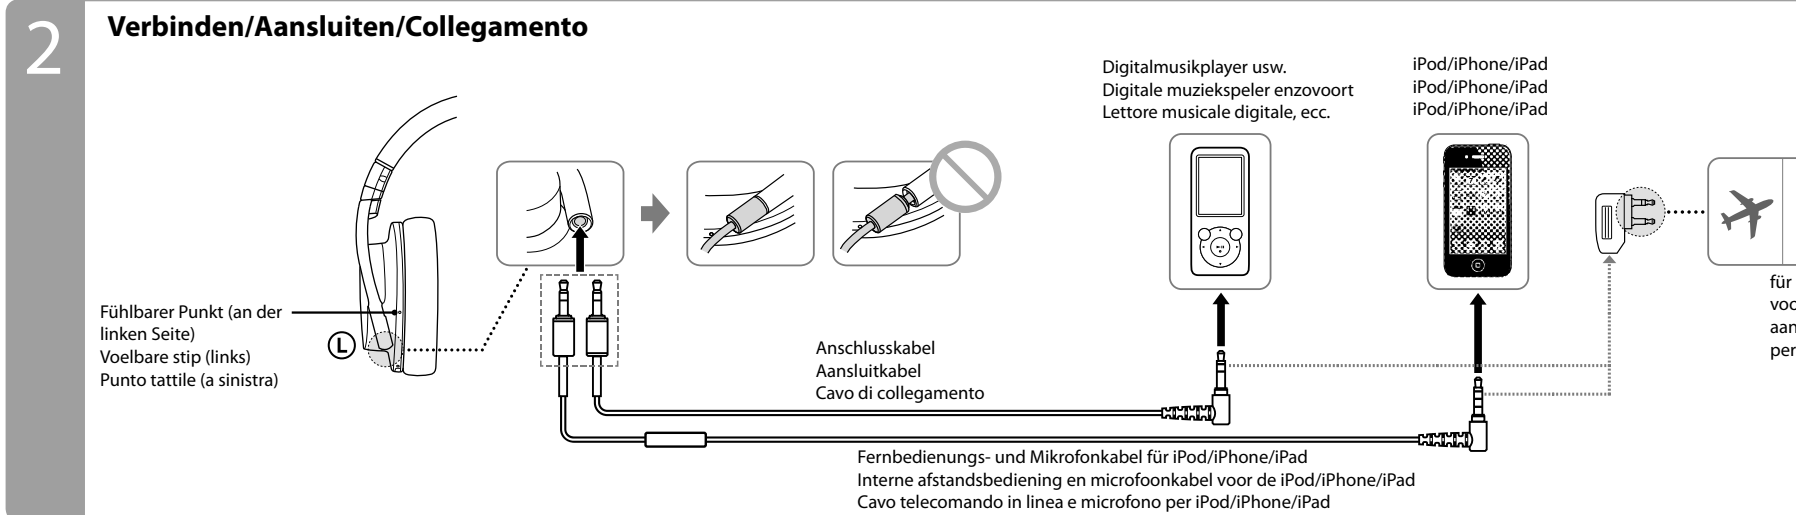 2
Verbinden/Aansluiten/Collegamento
Digitalmusikplayer usw.
Digitale muziekspeler enzovoort
Lettore musicale digitale, ecc.
iPod/iPhone/iPad
iPod/iPhone/iPad
iPod/iPhone/iPad
Fühlbarer Punkt (an der
linken Seite)
Voelbare stip (links)
Punto tattile (a sinistra)
L
Anschlusskabel
Aansluitkabel
Cavo di collegamento
für
voo
aan
per
Fernbedienungs- und Mikrofonkabel für iPod/iPhone/iPad
Interne afstandsbediening en microfoonkabel voor de iPod/iPhone/iPad
Cavo telecomando in linea e microfono per iPod/iPhone/iPad